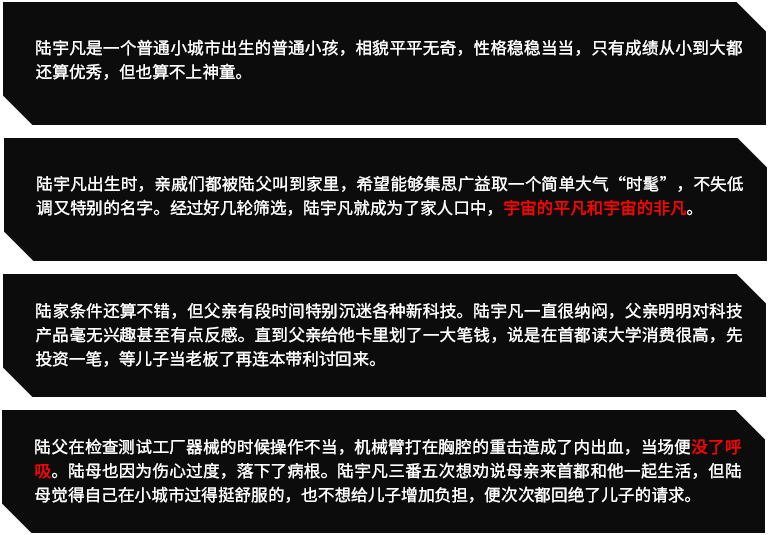 陆宇凡是一个普通小城市出生的普通小孩，相貌平平无奇，性格稳稳当当，只有成绩从小到大都
还算优秀，但也算不上神童。
陆宇凡出生时，亲戚们都被陆父叫到家里，希望能够集思广益取一个简单大气“时髦”，不失低
调又特别的名字。经过好几轮筛选，陆宇凡就成为了家人口中，宇宙的平凡和宇宙的非凡。
陆家条件还算不错，但父亲有段时间特别沉迷各种新科技。陆宇凡一直很纳闷，父亲明明对科技
产品毫无兴趣甚至有点反感。直到父亲给他卡里划了一大笔钱，说是在首都读大学消费很高，先
投资一笔，等儿子当老板了再连本带利讨回来。
陆父在检查测试工厂器械的时候操作不当，机械臂打在胸腔的重击造成了内出血，当场便没了呼
吸。陆母也因为伤心过度，落下了病根。陆宇凡三番五次想劝说母亲来首都和他一起生活，但陆
母觉得自己在小城市过得挺舒服的，也不想给儿子增加负担，便次次都回绝了儿子的请求。